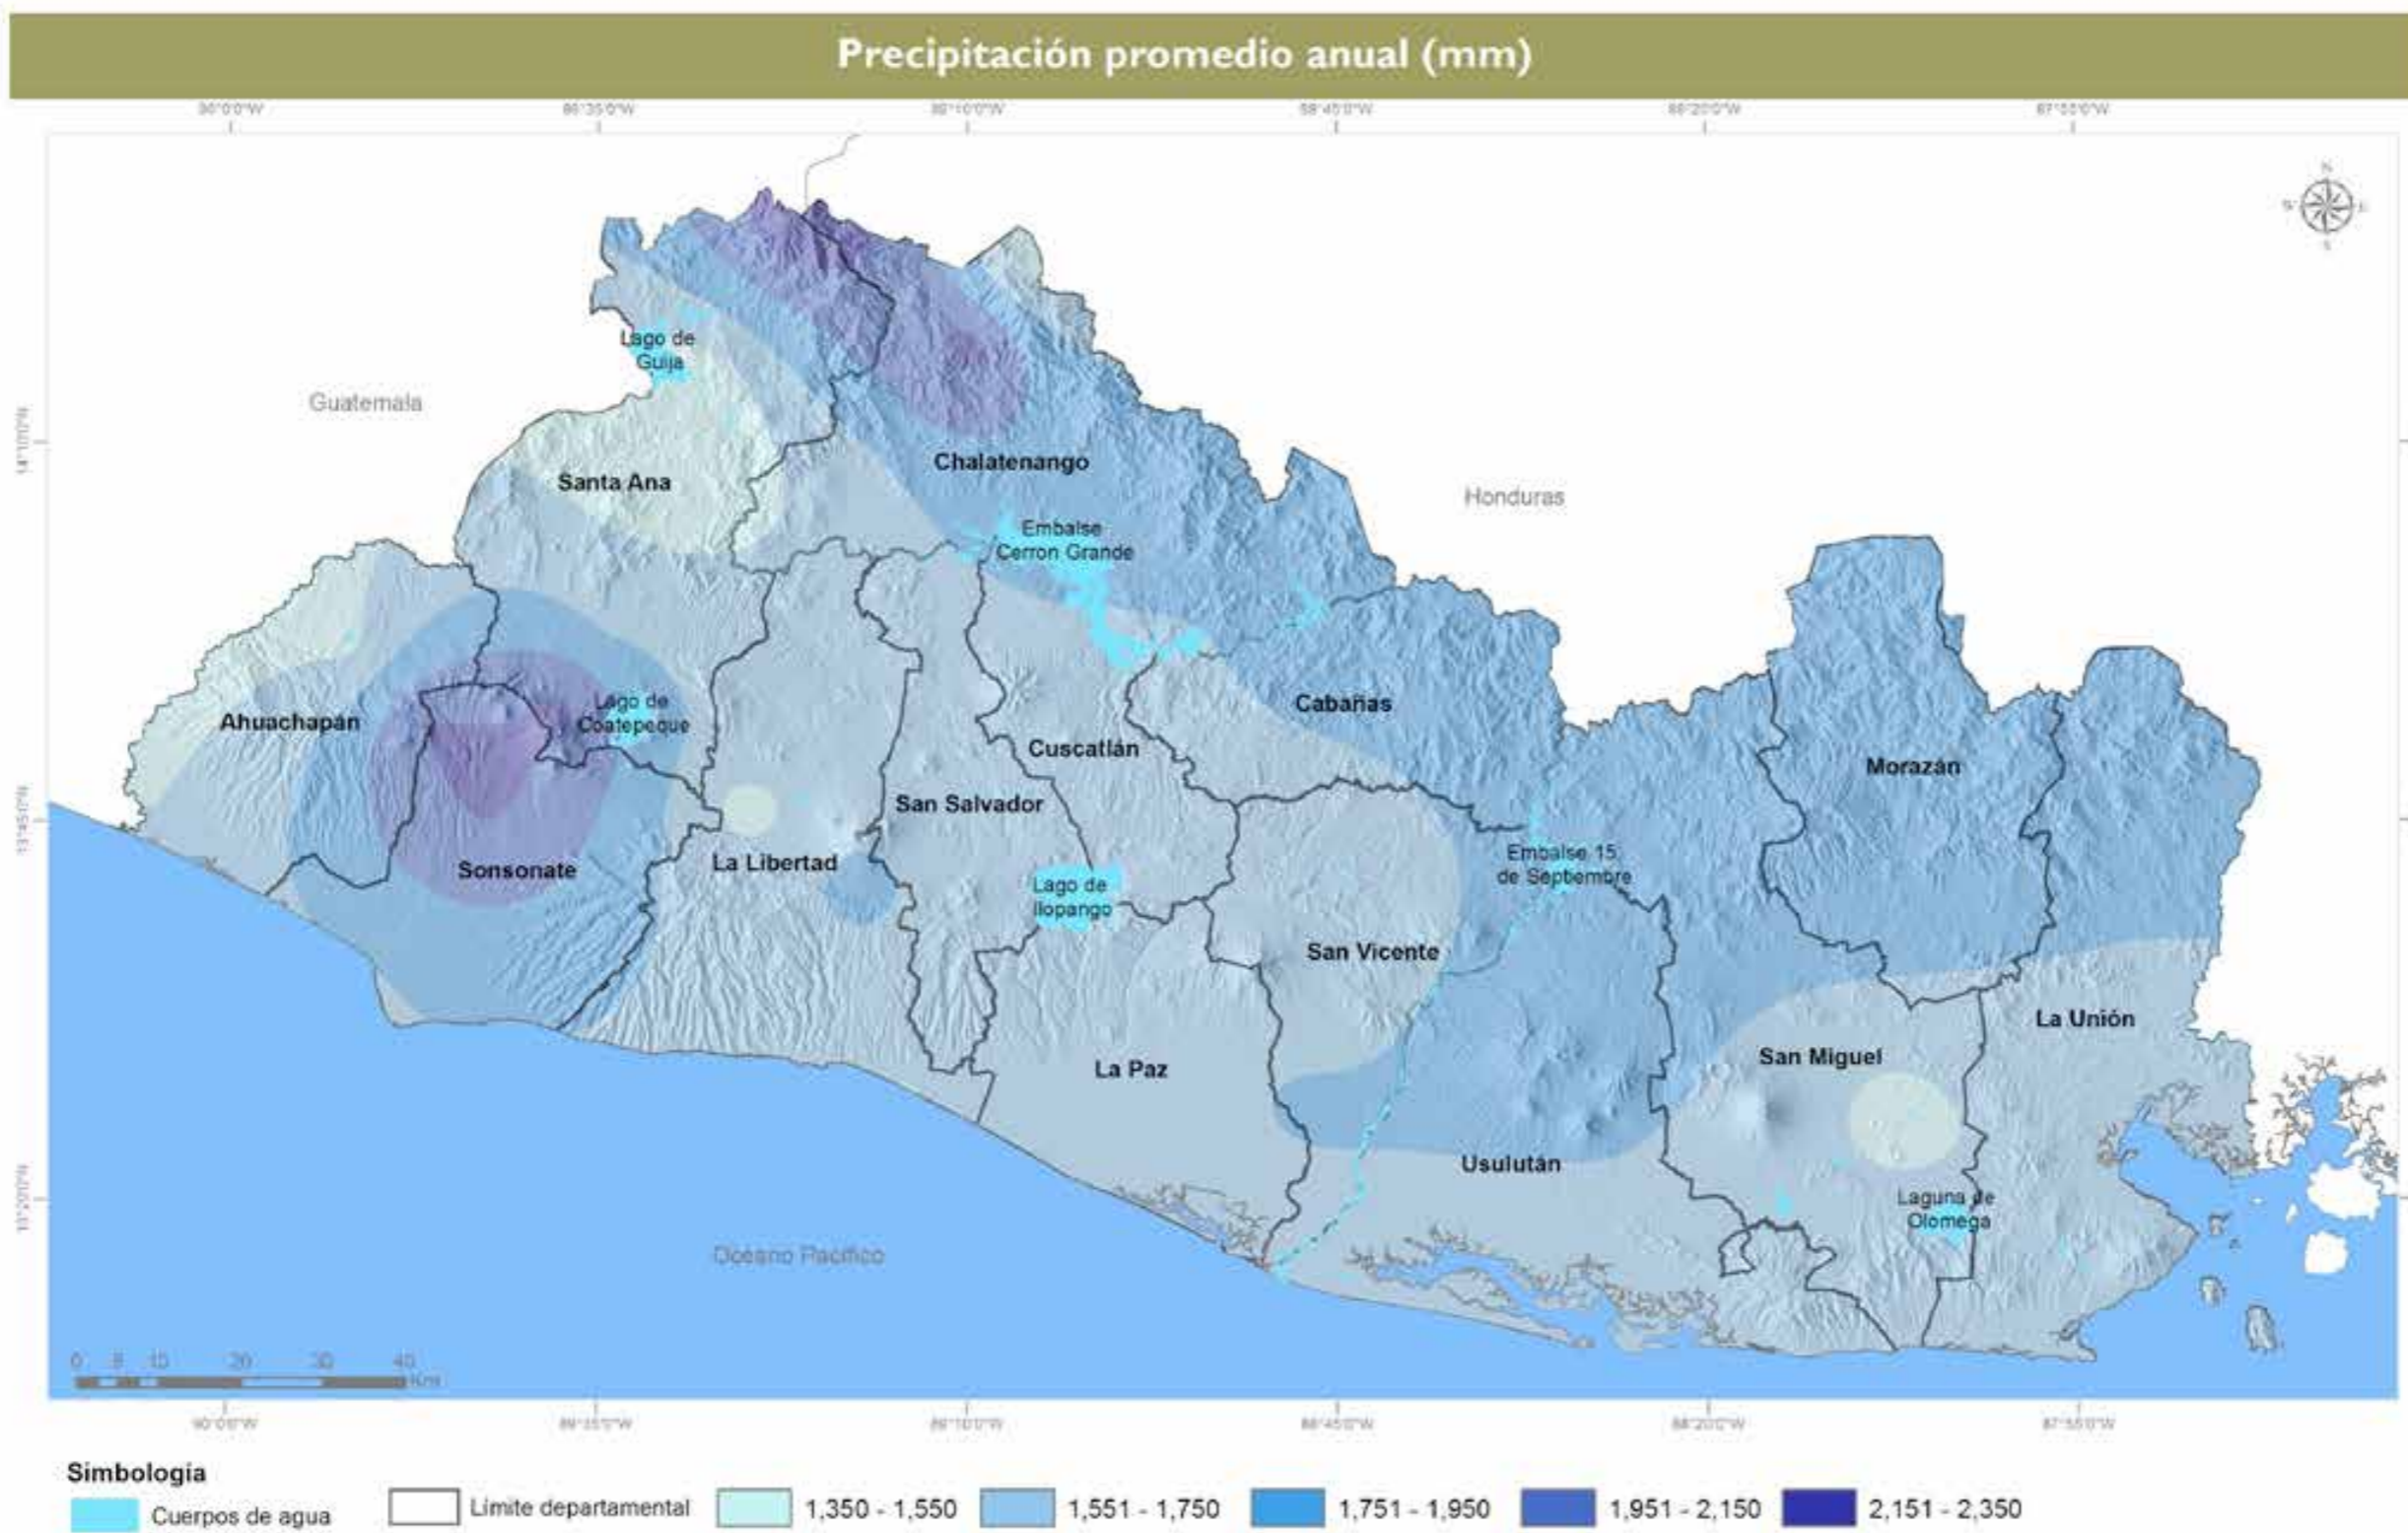 Precipitación promedio anual (mm)
Guatemala
Honduras
Lago de
Guija
Santa Ana
Chalatenango
Embalse
Cerron Grande
Ahuachapán
Lago de
Coatepeque
Cabañas
Cuscatlán
Morazán
San Salvador
Sonsonate
La Libertad
Embalse 15
de Septiembre
Lago de
Ilopango
San Vicente
La Unión
San Miguel
La Paz
Usulután
Laguna de
Olomega
Océano Pacífico
0 5 10 20 30 40
Km
Simbología
Cuerpos de agua
Límite departamental
1,350 - 1,550
1,551 - 1,750
1,751 - 1,950
1,951 - 2,150
2,151 - 2,350